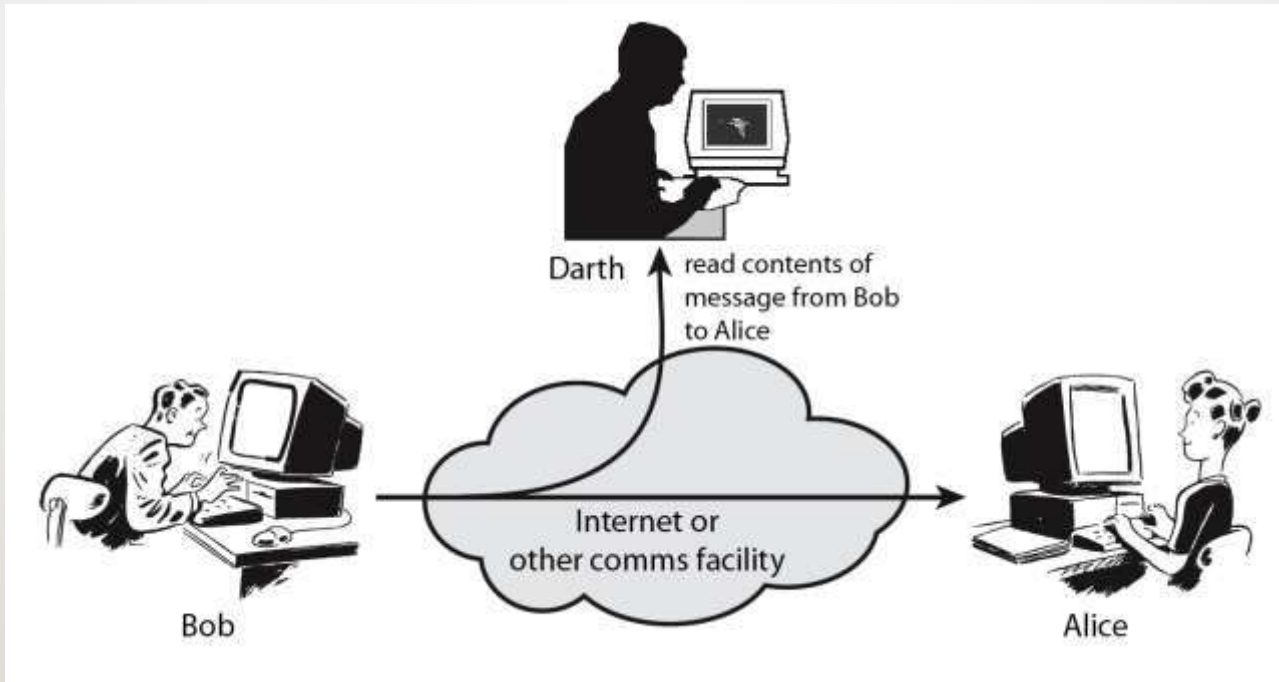 Darth
read contents of
message from Bob
to Alice
Internet or
other comms facility
Bob
Alice